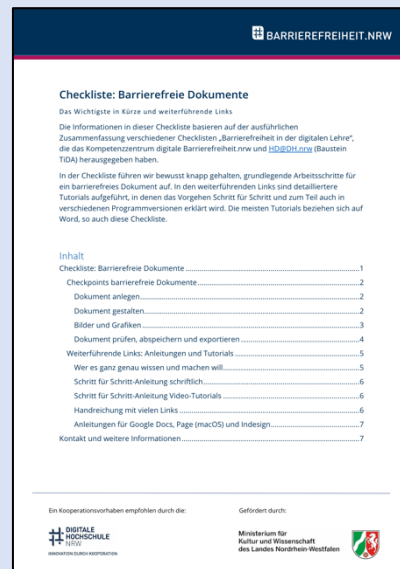 BARRIEREFREIHEIT.NRW
Checkliste: Barrierefreie Dokumente
Das Wichtigste in Kürze und weiterführende Links
Die Informationen in dieser Checkliste basieren auf der ausführlichen
Zusammenfassung verschiedener Checklisten „Barrierefreiheit in der digitalen Lehre“,
die das Kompetenzzentrum digitale Barrierefreiheit.nrw und HD@DH.nrw (Baustein
TiDA) herausgegeben haben.
In der Checkliste führen wir bewusst knapp gehalten, grundlegende Arbeitsschritte für
ein barrierefreies Dokument auf. In den weiterführenden Links sind detailliertere
Tutorials aufgeführt, in denen das Vorgehen Schritt für Schritt und zum Teil auch in
verschiedenen Programmversionen erklärt wird. Die meisten Tutorials beziehen sich auf
Word, so auch diese Checkliste.
Inhalt
Checkliste: Barrierefreie Dokumente ... 1
Checkpoints barrierefreie Dokumente ... 2
Dokument anlegen ... 2
Dokument gestalten ... 2
Bilder und Grafiken ... 3
Dokument prüfen, abspeichern und exportieren ... 4
Weiterführende Links: Anleitungen und Tutorials ... 5
Wer es ganz genau wissen und machen will ... 5
Schritt für Schritt-Anleitung schriftlich ... 6
Schritt für Schritt-Anleitung Video-Tutorials ... 6
Handreichung mit vielen Links ... 6
Anleitungen für Google Docs, Page (macOS) und Indesign ... 7
Kontakt und weitere Informationen ... 7
Ein Kooperationsvorhaben empfohlen durch die:
Gefördert durch:
DIGITALE
HOCHSCHULE
NRW
INNOVATION DURCH KOOPERATION
Ministerium für
Kultur und Wissenschaft
des Landes Nordrhein-Westfalen